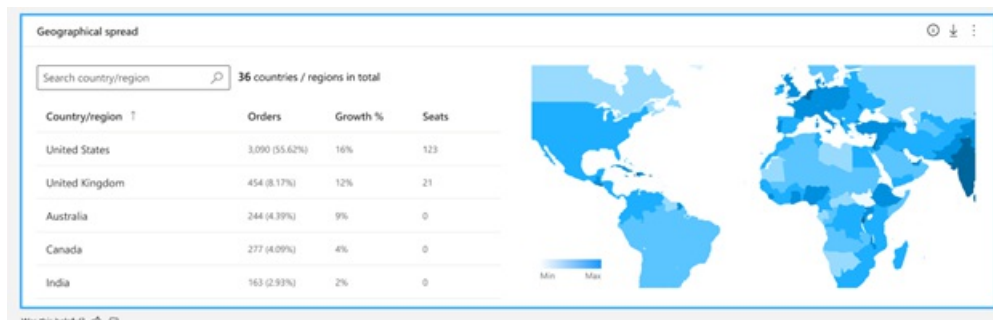 Geographical spread
Search country/region
36 countries / regions in total
Country/region ↑ Orders Growth % Seats
United States 3,090 (55.62%) 16% 123
United Kingdom 454 (8.17%) 12% 21
Australia 244 (4.39%) 9% 0
Canada 277 (4.09%) 4% 0
India 163 (2.93%) 2% 0
Min Max